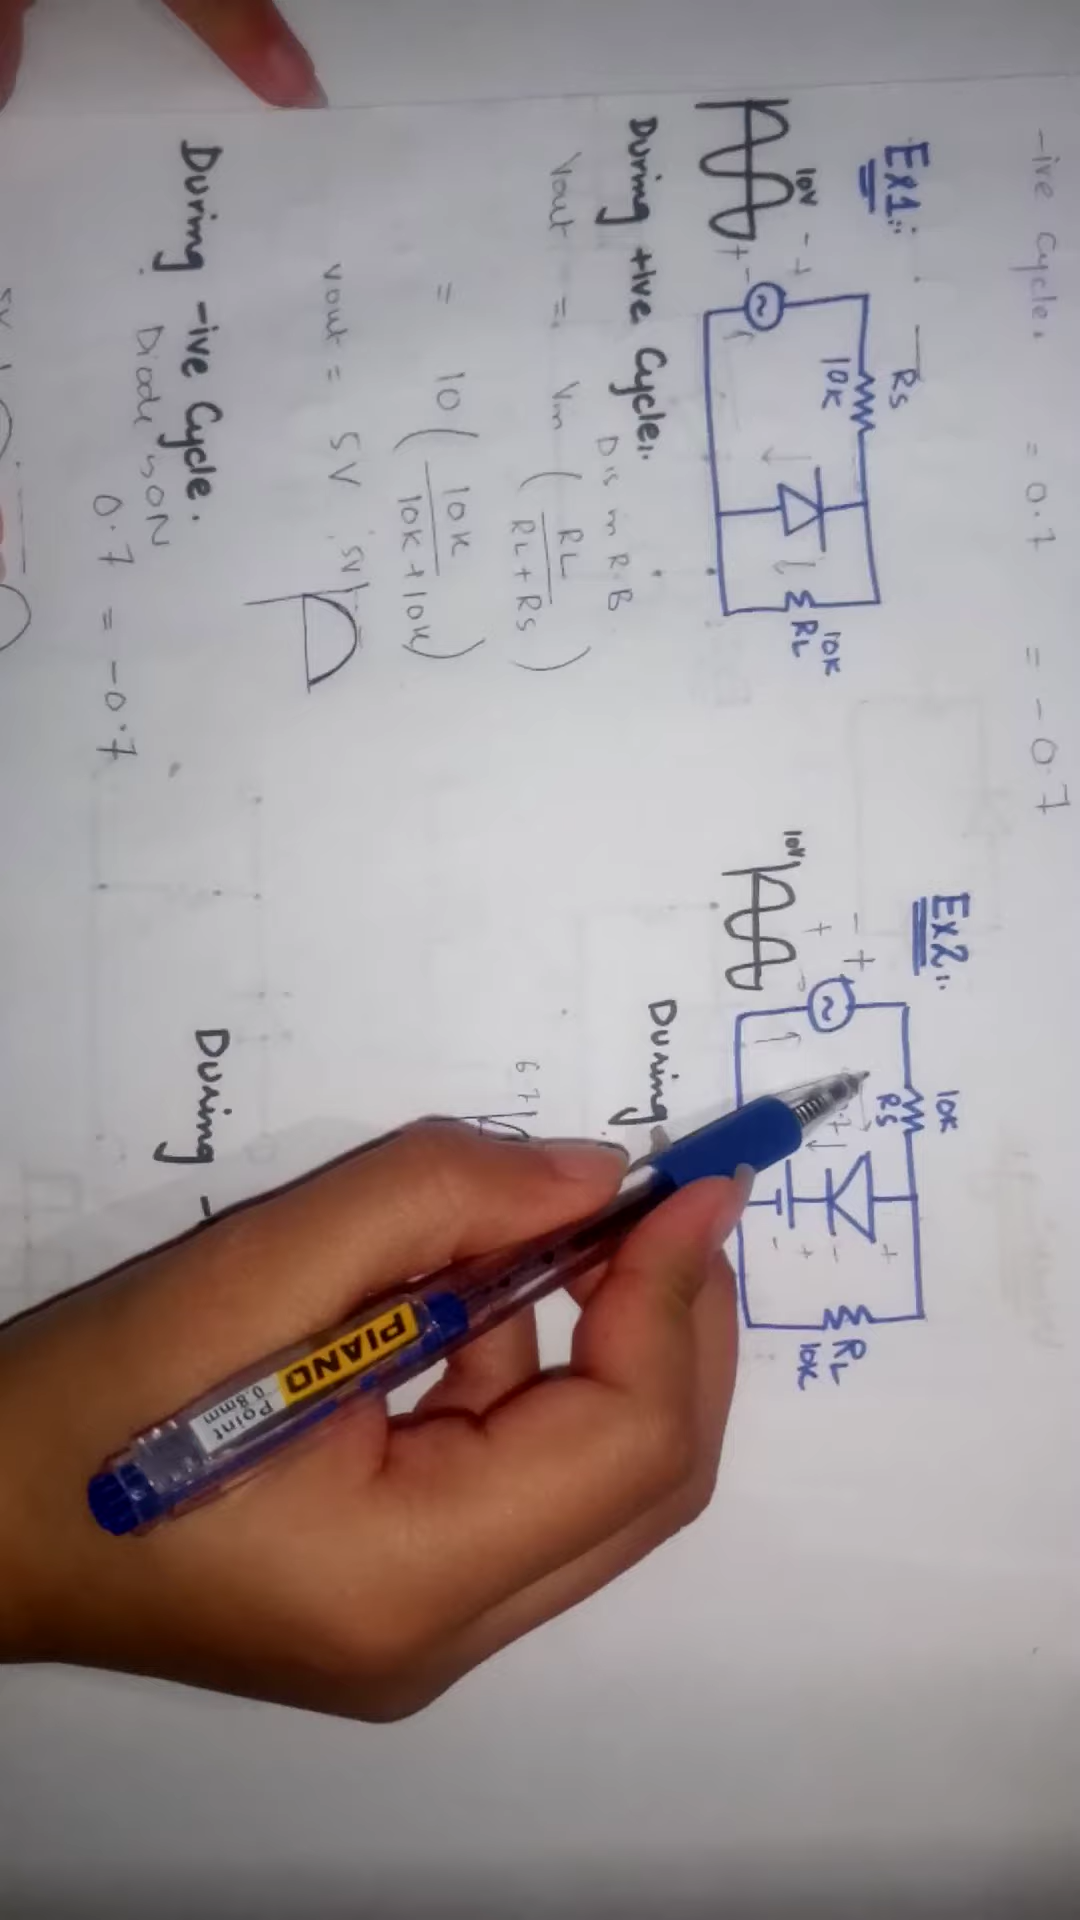 -ive Cycle. = 0.7 = -0.7
Ex1:.
Rs
10K
10V
- +
+ -
10K
RL
During +ive Cycle:.
D is in R.B
Vout = Vm ( RL / RL + Rs )
= 10 ( 10K / 10K + 10K )
Vout = 5V
5V
During -ive Cycle.
Diode is ON
0.7 = -0.7
Ex2:.
10K
Rs
10V
- +
+
+ -
+ -
RL
10K
During
During -
PIANO
Point
0.8mm